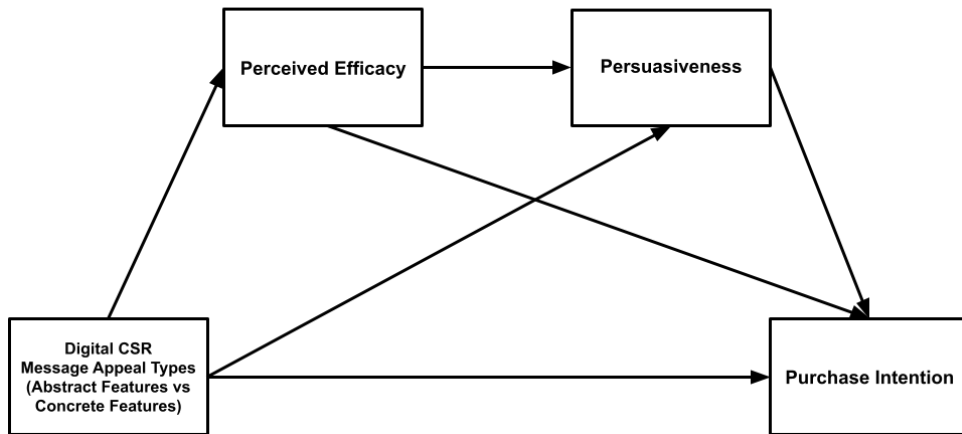 Perceived Efficacy
Persuasiveness
Digital CSR
Message Appeal Types
(Abstract Features vs
Concrete Features)
Purchase Intention